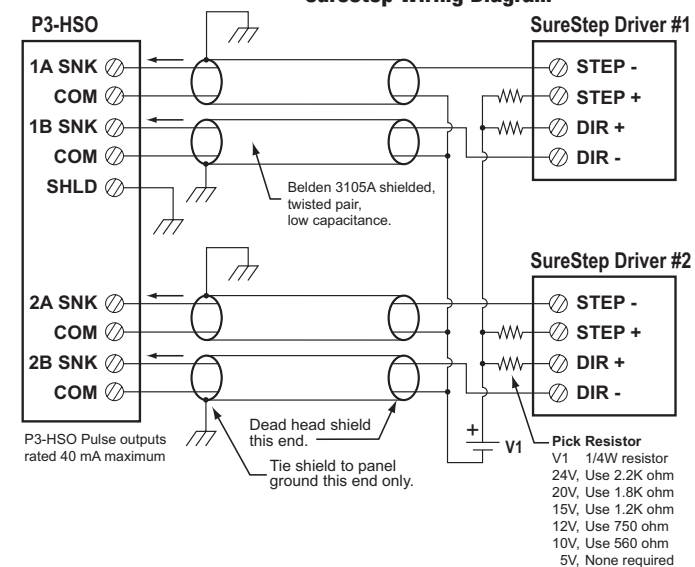 SureStep Wiring Diagram
P3-HSO
SureStep Driver #1
1A SNK
COM
1B SNK
COM
SHLD
STEP -
STEP +
DIR +
DIR -
Belden 3105A shielded,
twisted pair,
low capacitance.
SureStep Driver #2
2A SNK
COM
2B SNK
COM
STEP -
STEP +
DIR +
DIR -
P3-HSO Pulse outputs
rated 40 mA maximum
Dead head shield
this end.
Tie shield to panel
ground this end only.
+
V1
Pick Resistor
V1 1/4W resistor
24V, Use 2.2K ohm
20V, Use 1.8K ohm
15V, Use 1.2K ohm
12V, Use 750 ohm
10V, Use 560 ohm
5V, None required